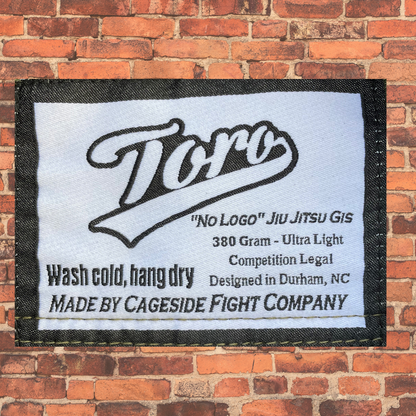 Toro
"No Logo" Jiu Jitsu Gis
380 Gram - Ultra Light
Competition Legal
Wash cold, hang dry Designed in Durham, NC
Made by Cageside Fight Company